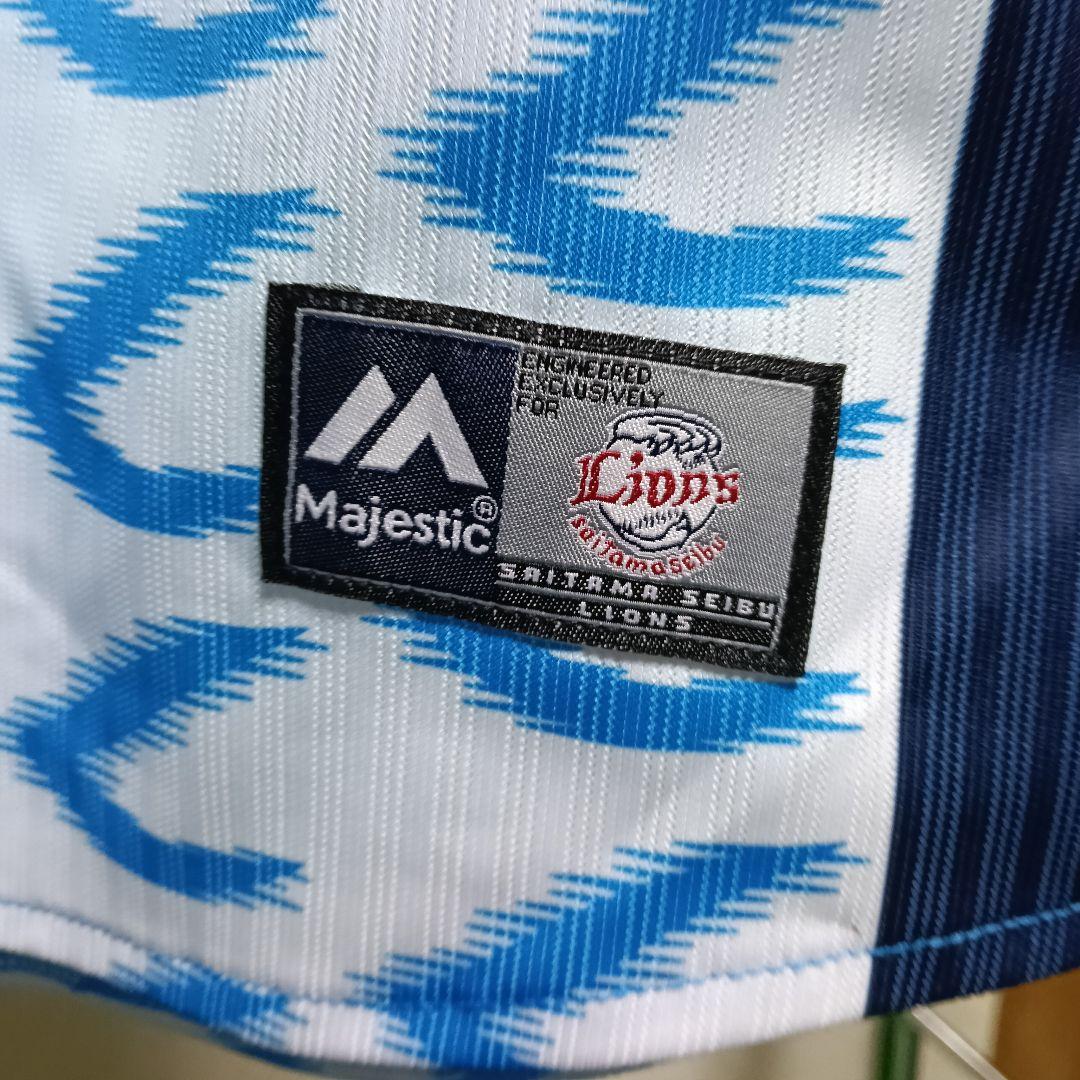 Majestic®
ENGINEERED
EXCLUSIVELY
FOR
Lions
saitamaseibu
SAITAMA SEIBU
LIONS